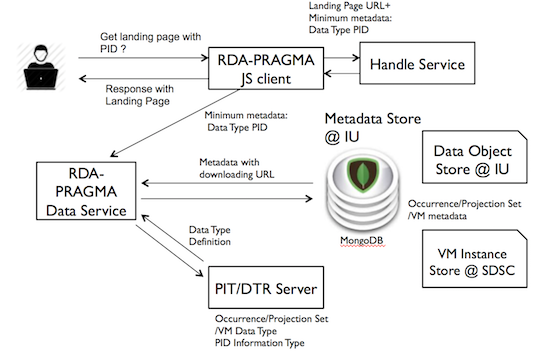 Get landing page with
PID ?
Response with
Landing Page
RDA-PRAGMA
JS client
Landing Page URL+
Minimum metadata:
Data Type PID
Handle Service
Minimum metadata:
Data Type PID
RDA-
PRAGMA
Data Service
Metadata with
downloading URL
Metadata Store
@ IU
MongoDB
Data Object
Store @ IU
Occurrence/Projection Set
/VM metadata
VM Instance
Store @ SDSC
Data Type
Definition
PIT/DTR Server
Occurrence/Projection Set
/VM Data Type
PID Information Type